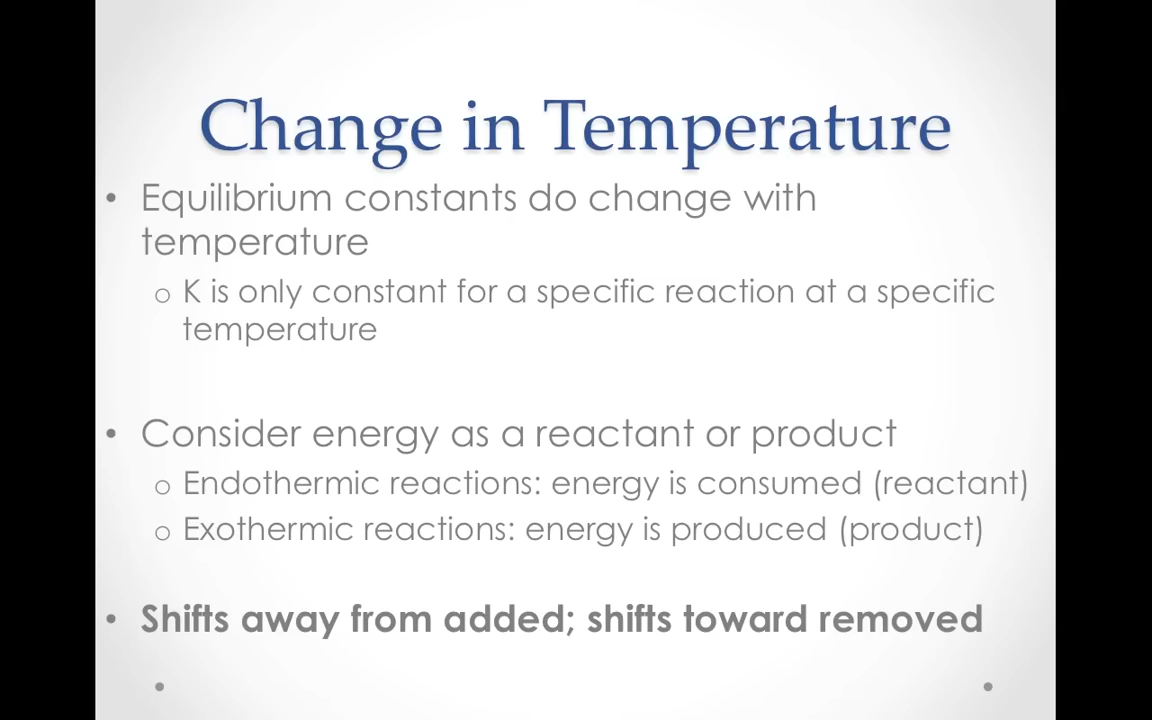 Change in Temperature
• Equilibrium constants do change with
temperature
o K is only constant for a specific reaction at a specific
temperature
• Consider energy as a reactant or product
o Endothermic reactions: energy is consumed (reactant)
o Exothermic reactions: energy is produced (product)
• Shifts away from added; shifts toward removed